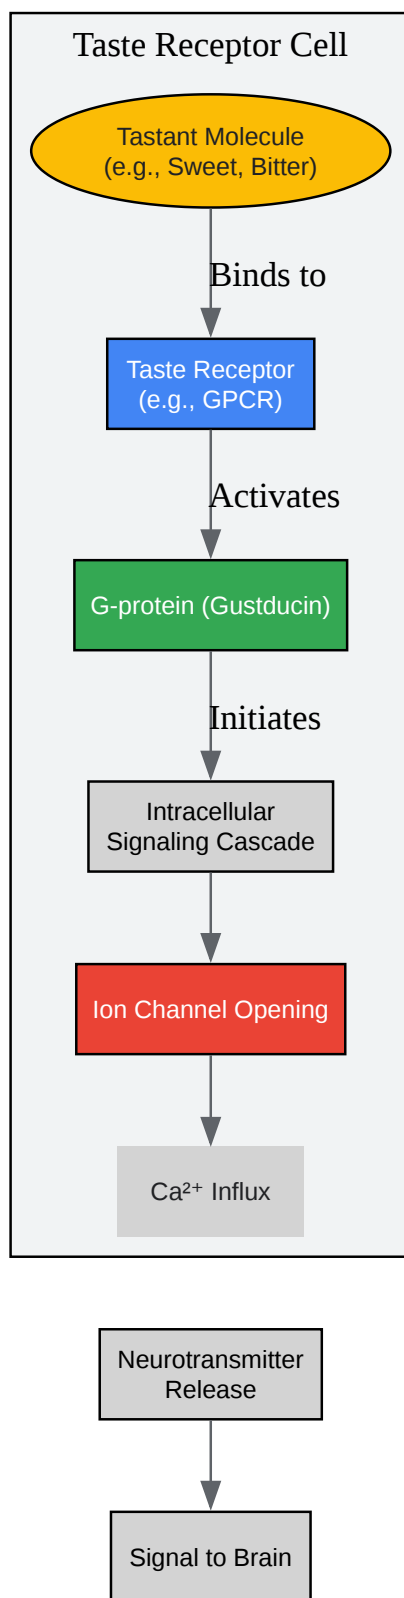 Taste Receptor Cell
Tastant Molecule
(e.g., Sweet, Bitter)
Binds to
Taste Receptor
(e.g., GPCR)
Activates
G-protein (Gustducin)
Initiates
Intracellular
Signaling Cascade
Ion Channel Opening
Ca²⁺ Influx
Neurotransmitter
Release
Signal to Brain